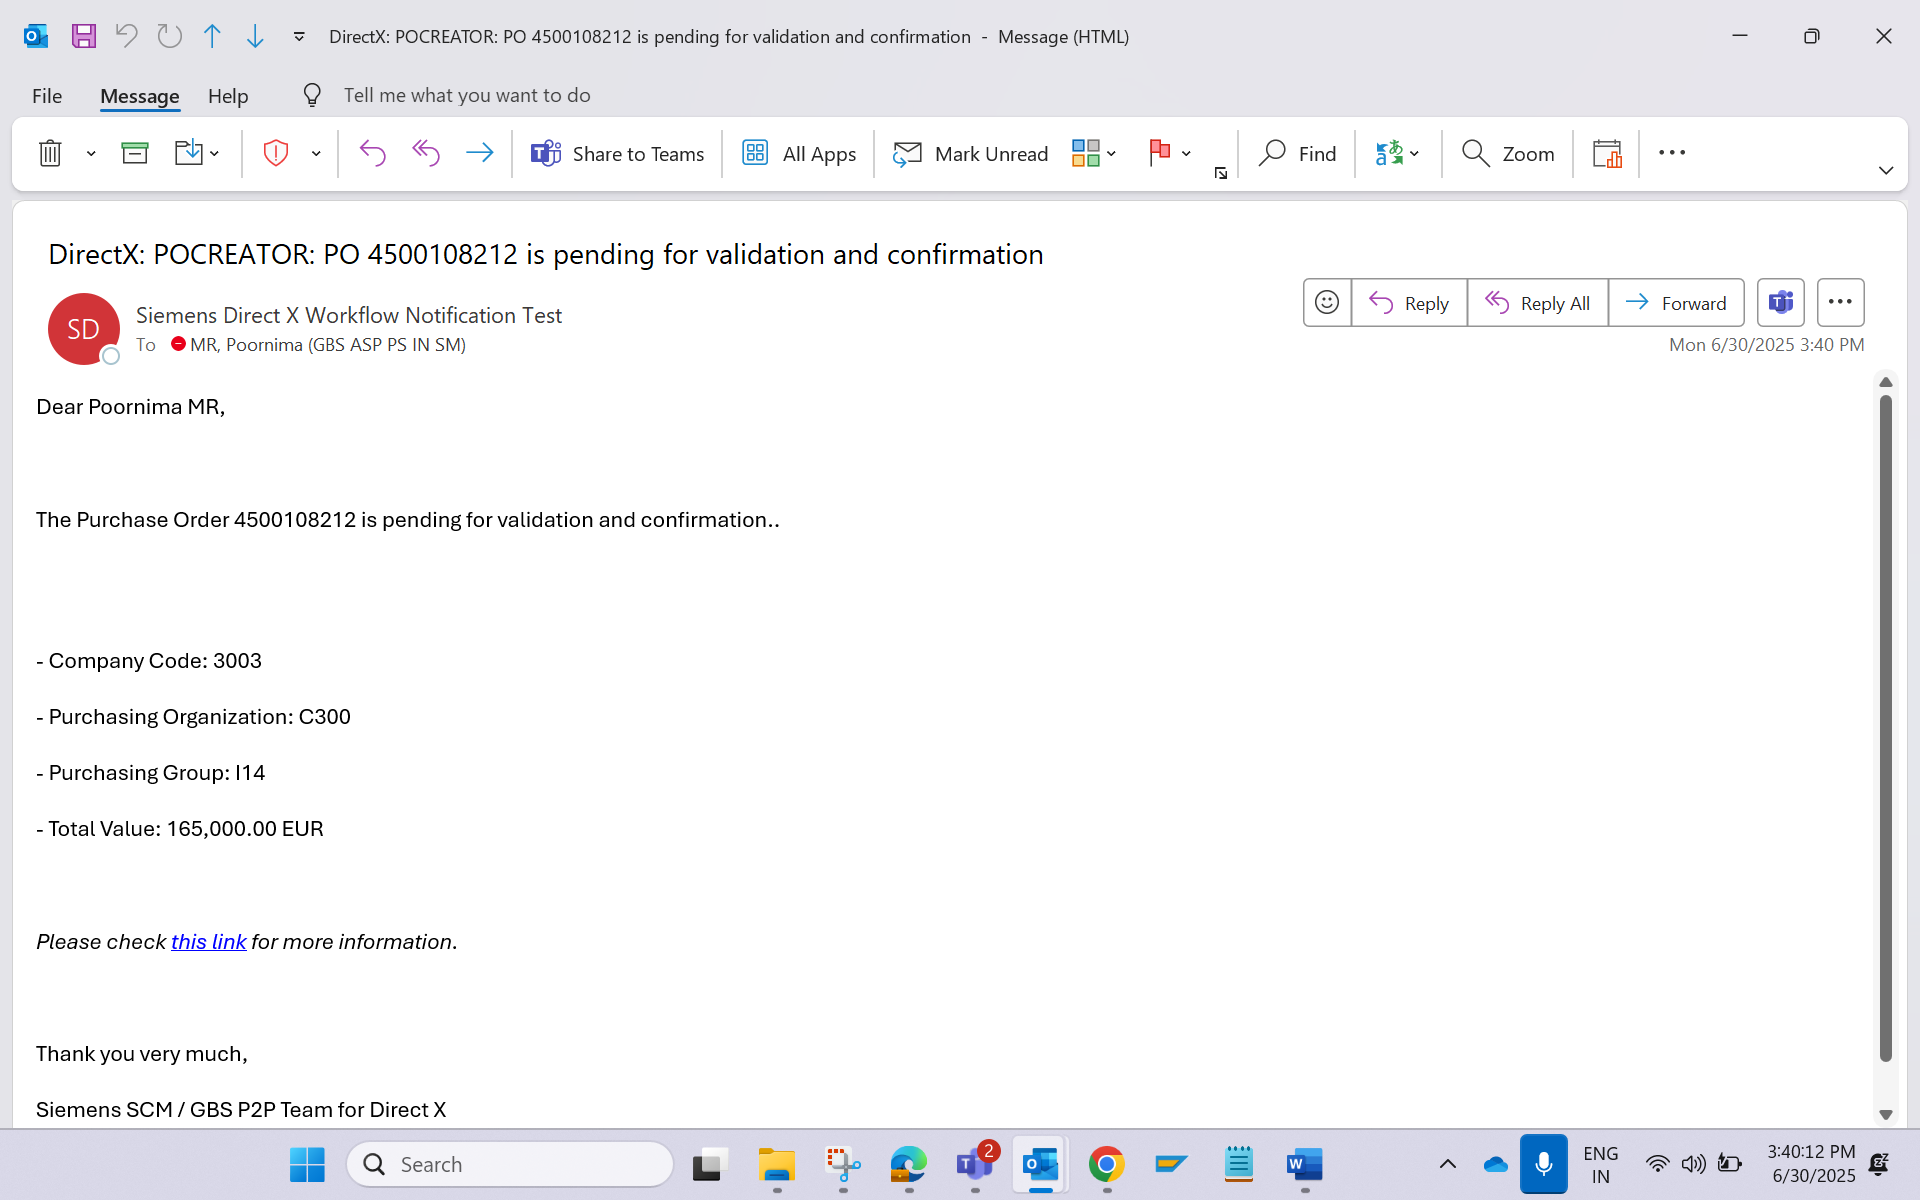 DirectX: POCREATOR: PO 4500108212 is pending for validation and confirmation - Message (HTML)
File Message Help Tell me what you want to do
Share to Teams All Apps Mark Unread Find Zoom
DirectX: POCREATOR: PO 4500108212 is pending for validation and confirmation
SD
Siemens Direct X Workflow Notification Test
To MR, Poornima (GBS ASP PS IN SM)
Reply Reply All Forward
Mon 6/30/2025 3:40 PM
Dear Poornima MR,
The Purchase Order 4500108212 is pending for validation and confirmation..
- Company Code: 3003
- Purchasing Organization: C300
- Purchasing Group: I14
- Total Value: 165,000.00 EUR
Please check this link for more information.
Thank you very much,
Siemens SCM / GBS P2P Team for Direct X
Search
2
ENG
IN
3:40:12 PM
6/30/2025